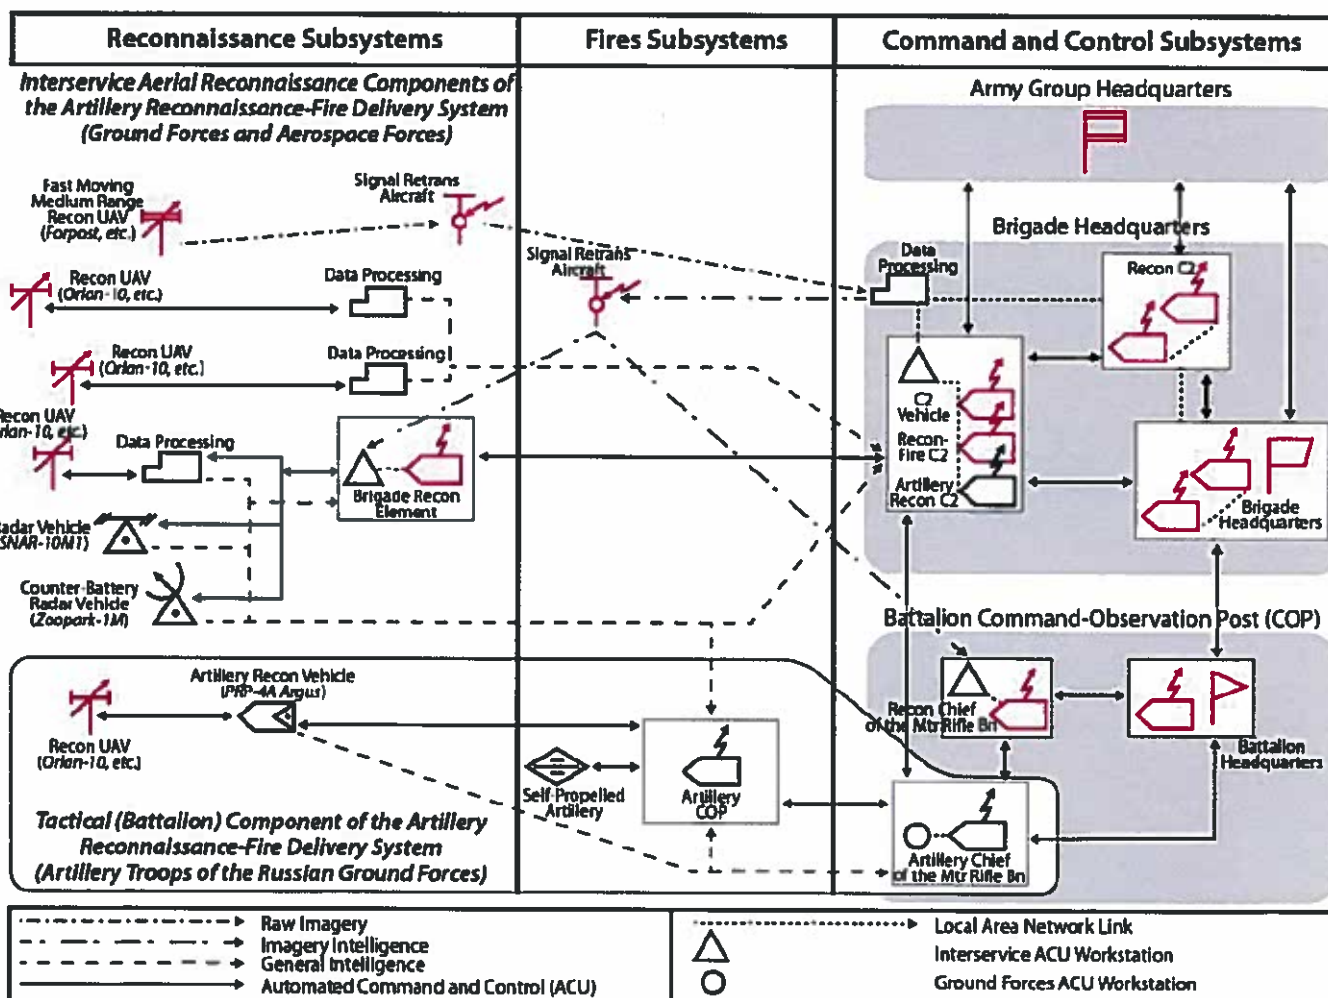 Reconnaissance Subsystems
Fires Subsystems
Command and Control Subsystems
Interservice Aerial Reconnaissance Components of
the Artillery Reconnaissance-Fire Delivery System
(Ground Forces and Aerospace Forces)
Army Group Headquarters
Fast Moving
Medium Range
Recon UAV
(Forpost, etc.)
Signal Retrans
Aircraft
Signal Retrans
Aircraft
Brigade Headquarters
Data
Processing
Recon C2
Recon UAV
(Orlan-10, etc.)
Data Processing
Recon UAV
(Orlan-10, etc.)
Data Processing
C2
Vehicle
Recon-
Fire C2
Artillery
Recon C2
Recon UAV
Orlan-10, etc.)
Data Processing
Brigade Recon
Element
Brigade
Headquarters
Radar Vehicle
SNAR-10M1)
Counter-Battery
Radar Vehicle
(Zoopark-1M)
Battalion Command-Observation Post (COP)
Artillery Recon Vehicle
(PRP-4A Argus)
Recon UAV
(Orlan-10, etc.)
Recon Chief
of the Mtr Rifle Bn
Battalion
Headquarters
Self-Propelled
Artillery
Artillery
COP
Artillery Chief
of the Mtr Rifle Bn
Tactical (Battalion) Component of the Artillery
Reconnaissance-Fire Delivery System
(Artillery Troops of the Russian Ground Forces)
Raw Imagery
Imagery Intelligence
General Intelligence
Automated Command and Control (ACU)
Local Area Network Link
Interservice ACU Workstation
Ground Forces ACU Workstation